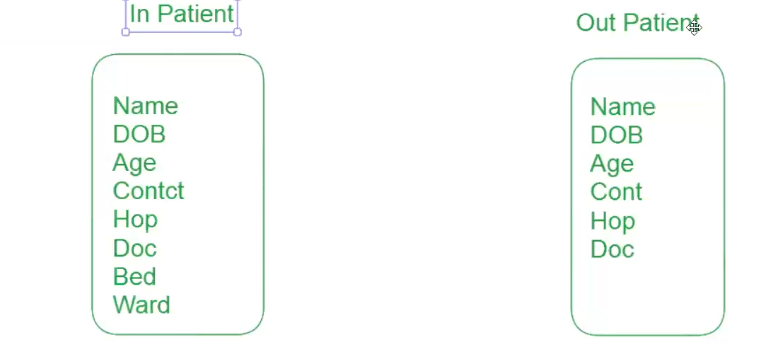 In Patient
Name
DOB
Age
Contct
Hop
Doc
Bed
Ward
Out Patient
Name
DOB
Age
Cont
Hop
Doc